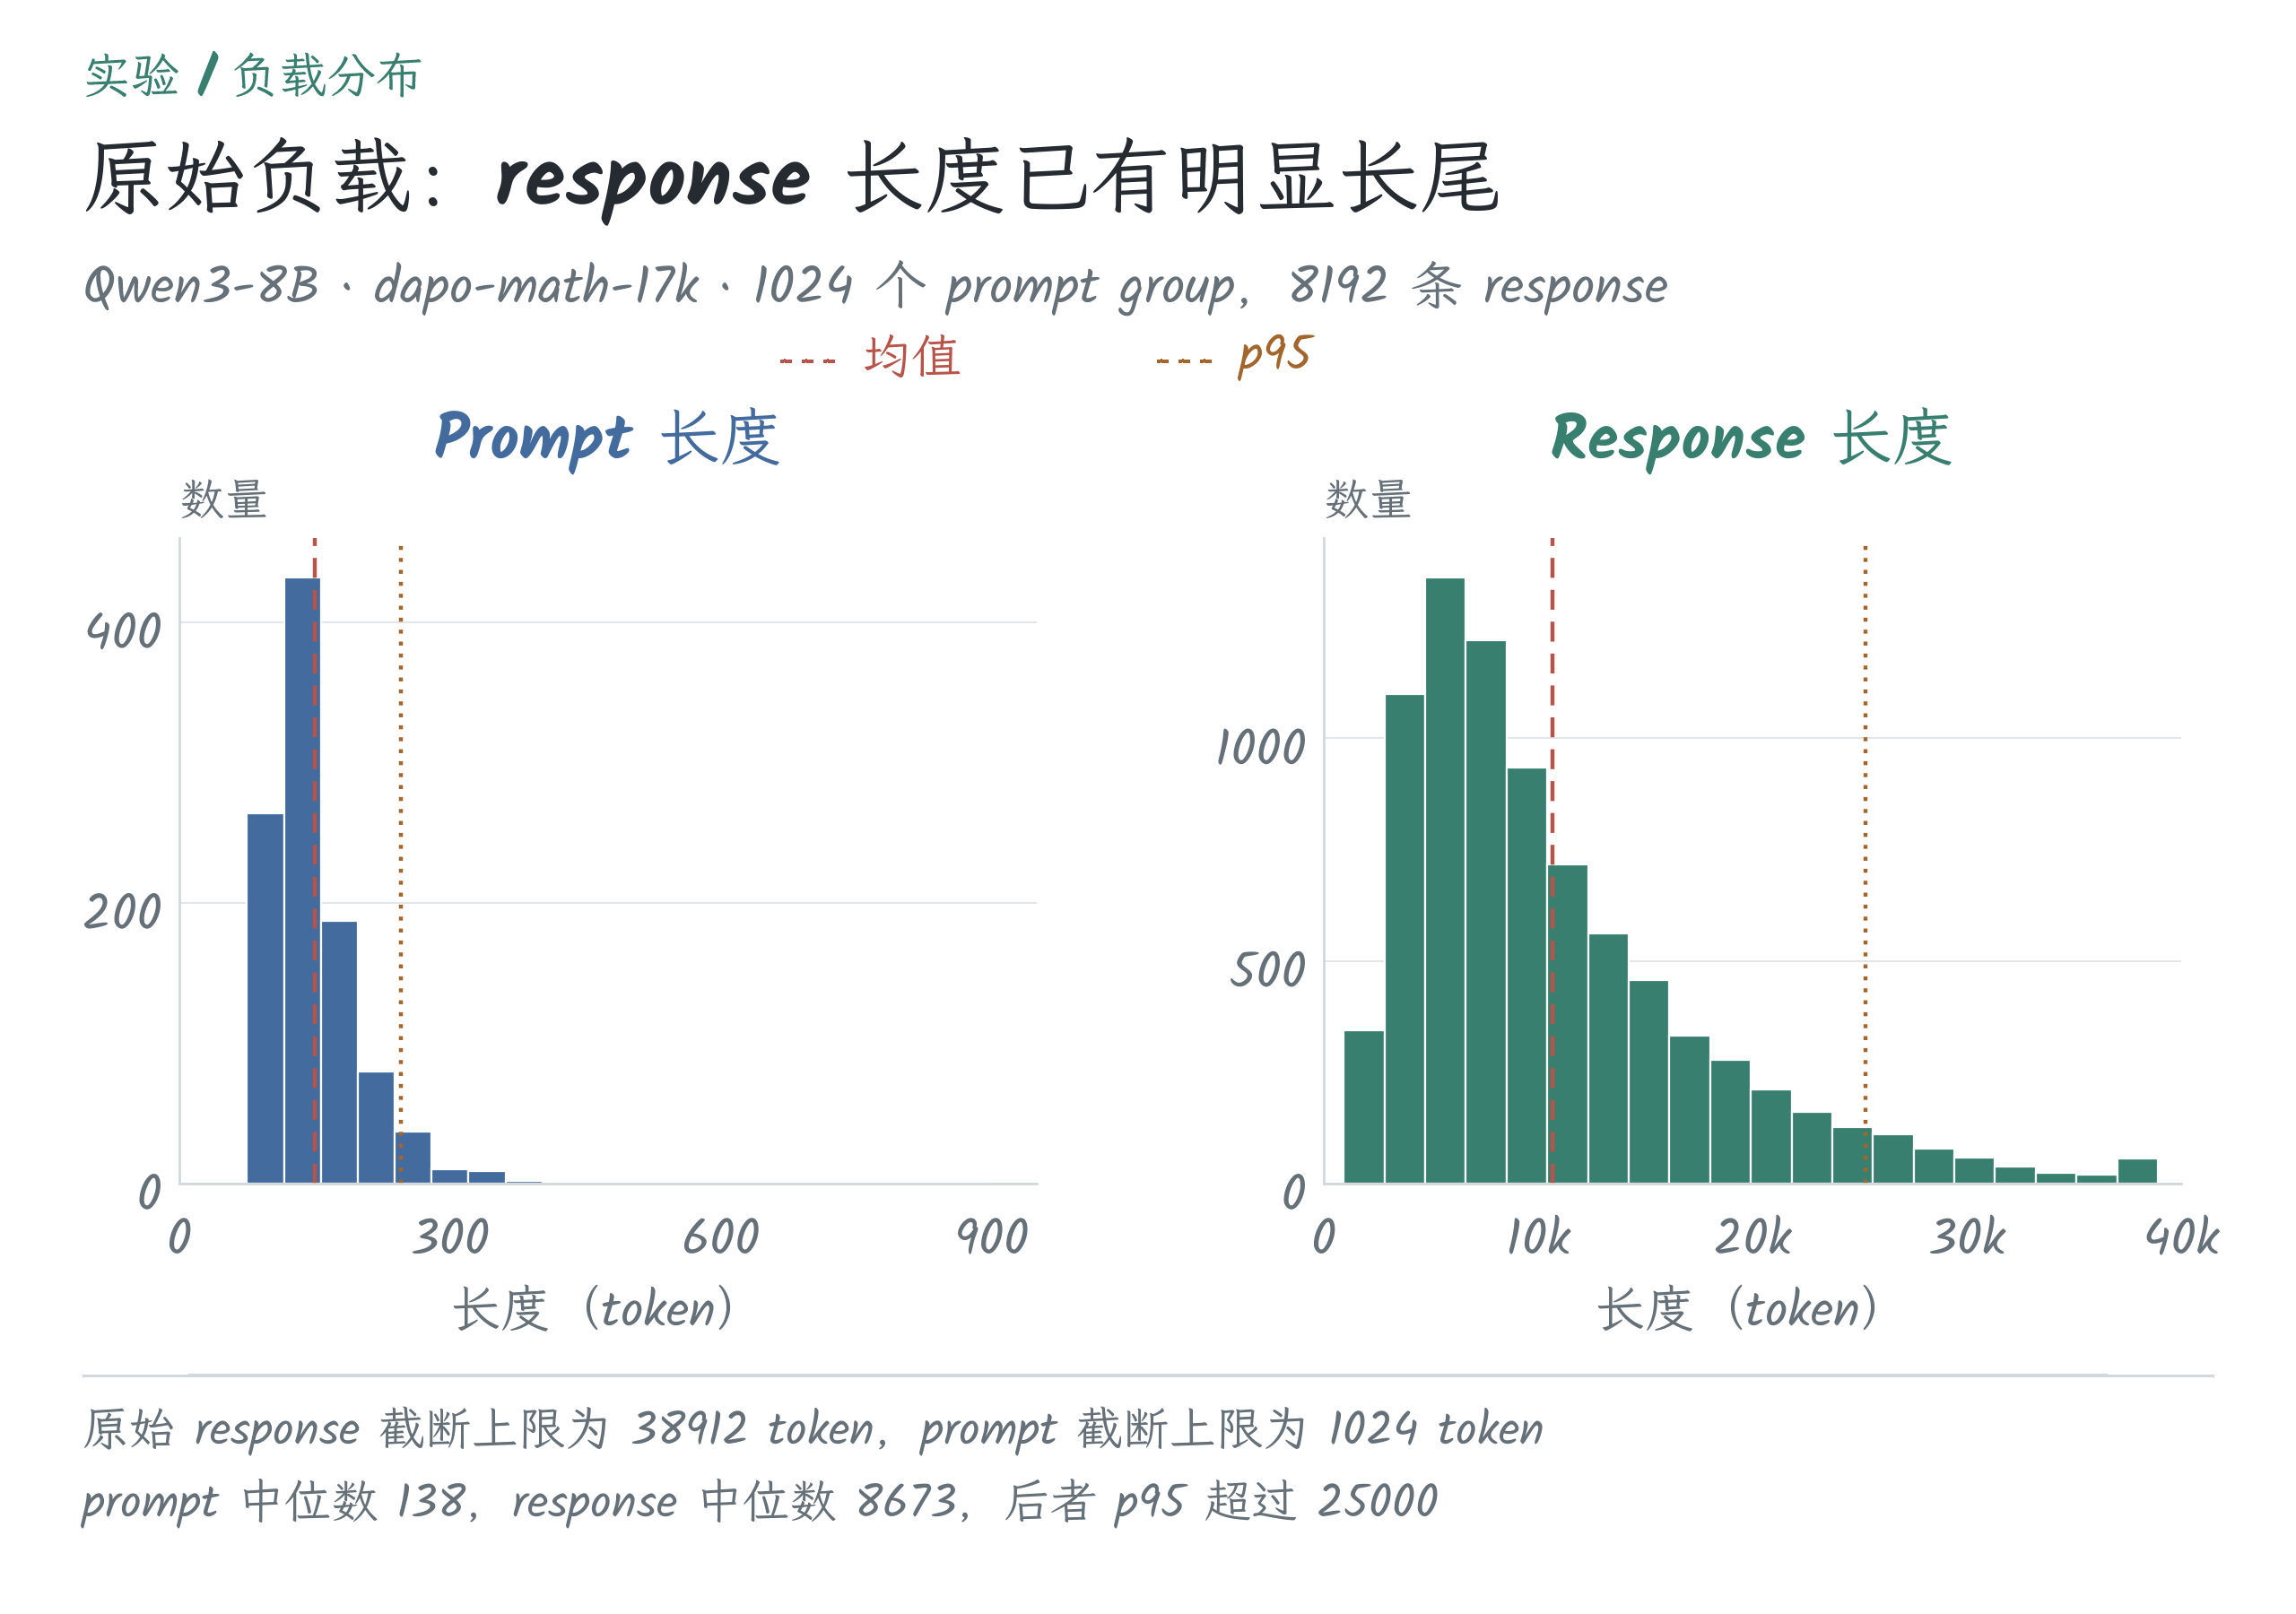 实验 / 负载分布
原始负载：response 长度已有明显长尾
Qwen3-8B · dapo-math-17k · 1024 个 prompt group，8192 条 response
--- 均值
--- p95
Prompt 长度
数量
400
200
0
0 300 600 900
长度（token）
Response 长度
数量
1000
500
0
0 10k 20k 30k 40k
长度（token）
原始 response 截断上限为 38912 token，prompt 截断上限为 1024 token
prompt 中位数 138，response 中位数 8673，后者 p95 超过 25000